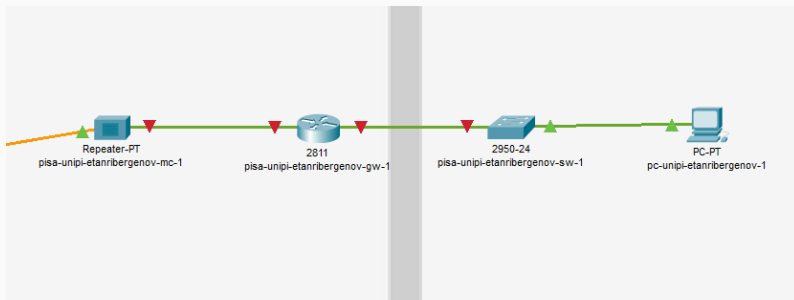 Repeater-PT
pisa-unipi-etanribergenov-mc-1
2811
pisa-unipi-etanribergenov-gw-1
2950-24
pisa-unipi-etanribergenov-sw-1
PC-PT
pc-unipi-etanribergenov-1